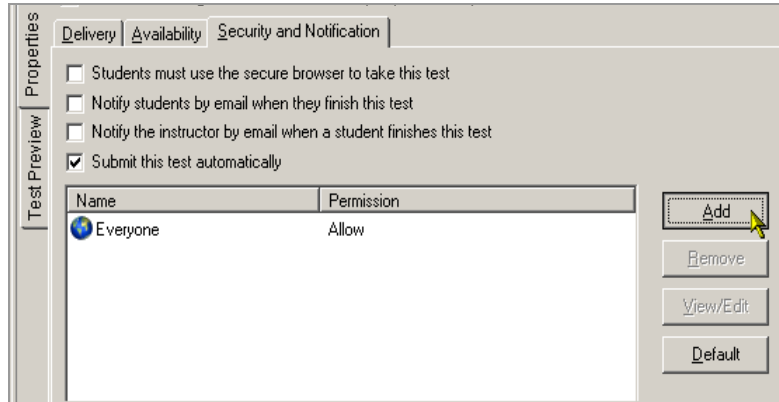 Properties
Test Preview
Delivery Availability Security and Notification
Students must use the secure browser to take this test
Notify students by email when they finish this test
Notify the instructor by email when a student finishes this test
Submit this test automatically
Name Permission
Everyone Allow
Add
Remove
View/Edit
Default